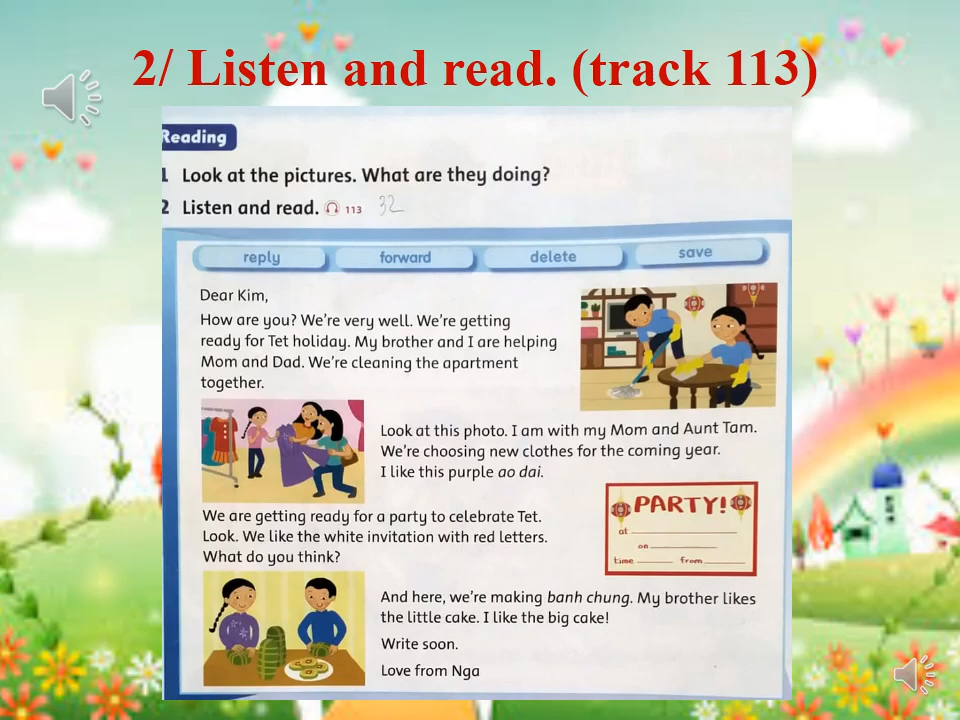 2/ Listen and read. (track 113)
Reading
1 Look at the pictures. What are they doing?
2 Listen and read. 113 32
reply forward delete save
Dear Kim,
How are you? We're very well. We're getting
ready for Tet holiday. My brother and I are helping
Mom and Dad. We're cleaning the apartment
together.
Look at this photo. I am with my Mom and Aunt Tam.
We're choosing new clothes for the coming year.
I like this purple ao dai.
We are getting ready for a party to celebrate Tet.
Look. We like the white invitation with red letters.
What do you think?
PARTY!
at
on
time from
And here, we're making banh chung. My brother likes
the little cake. I like the big cake!
Write soon.
Love from Nga